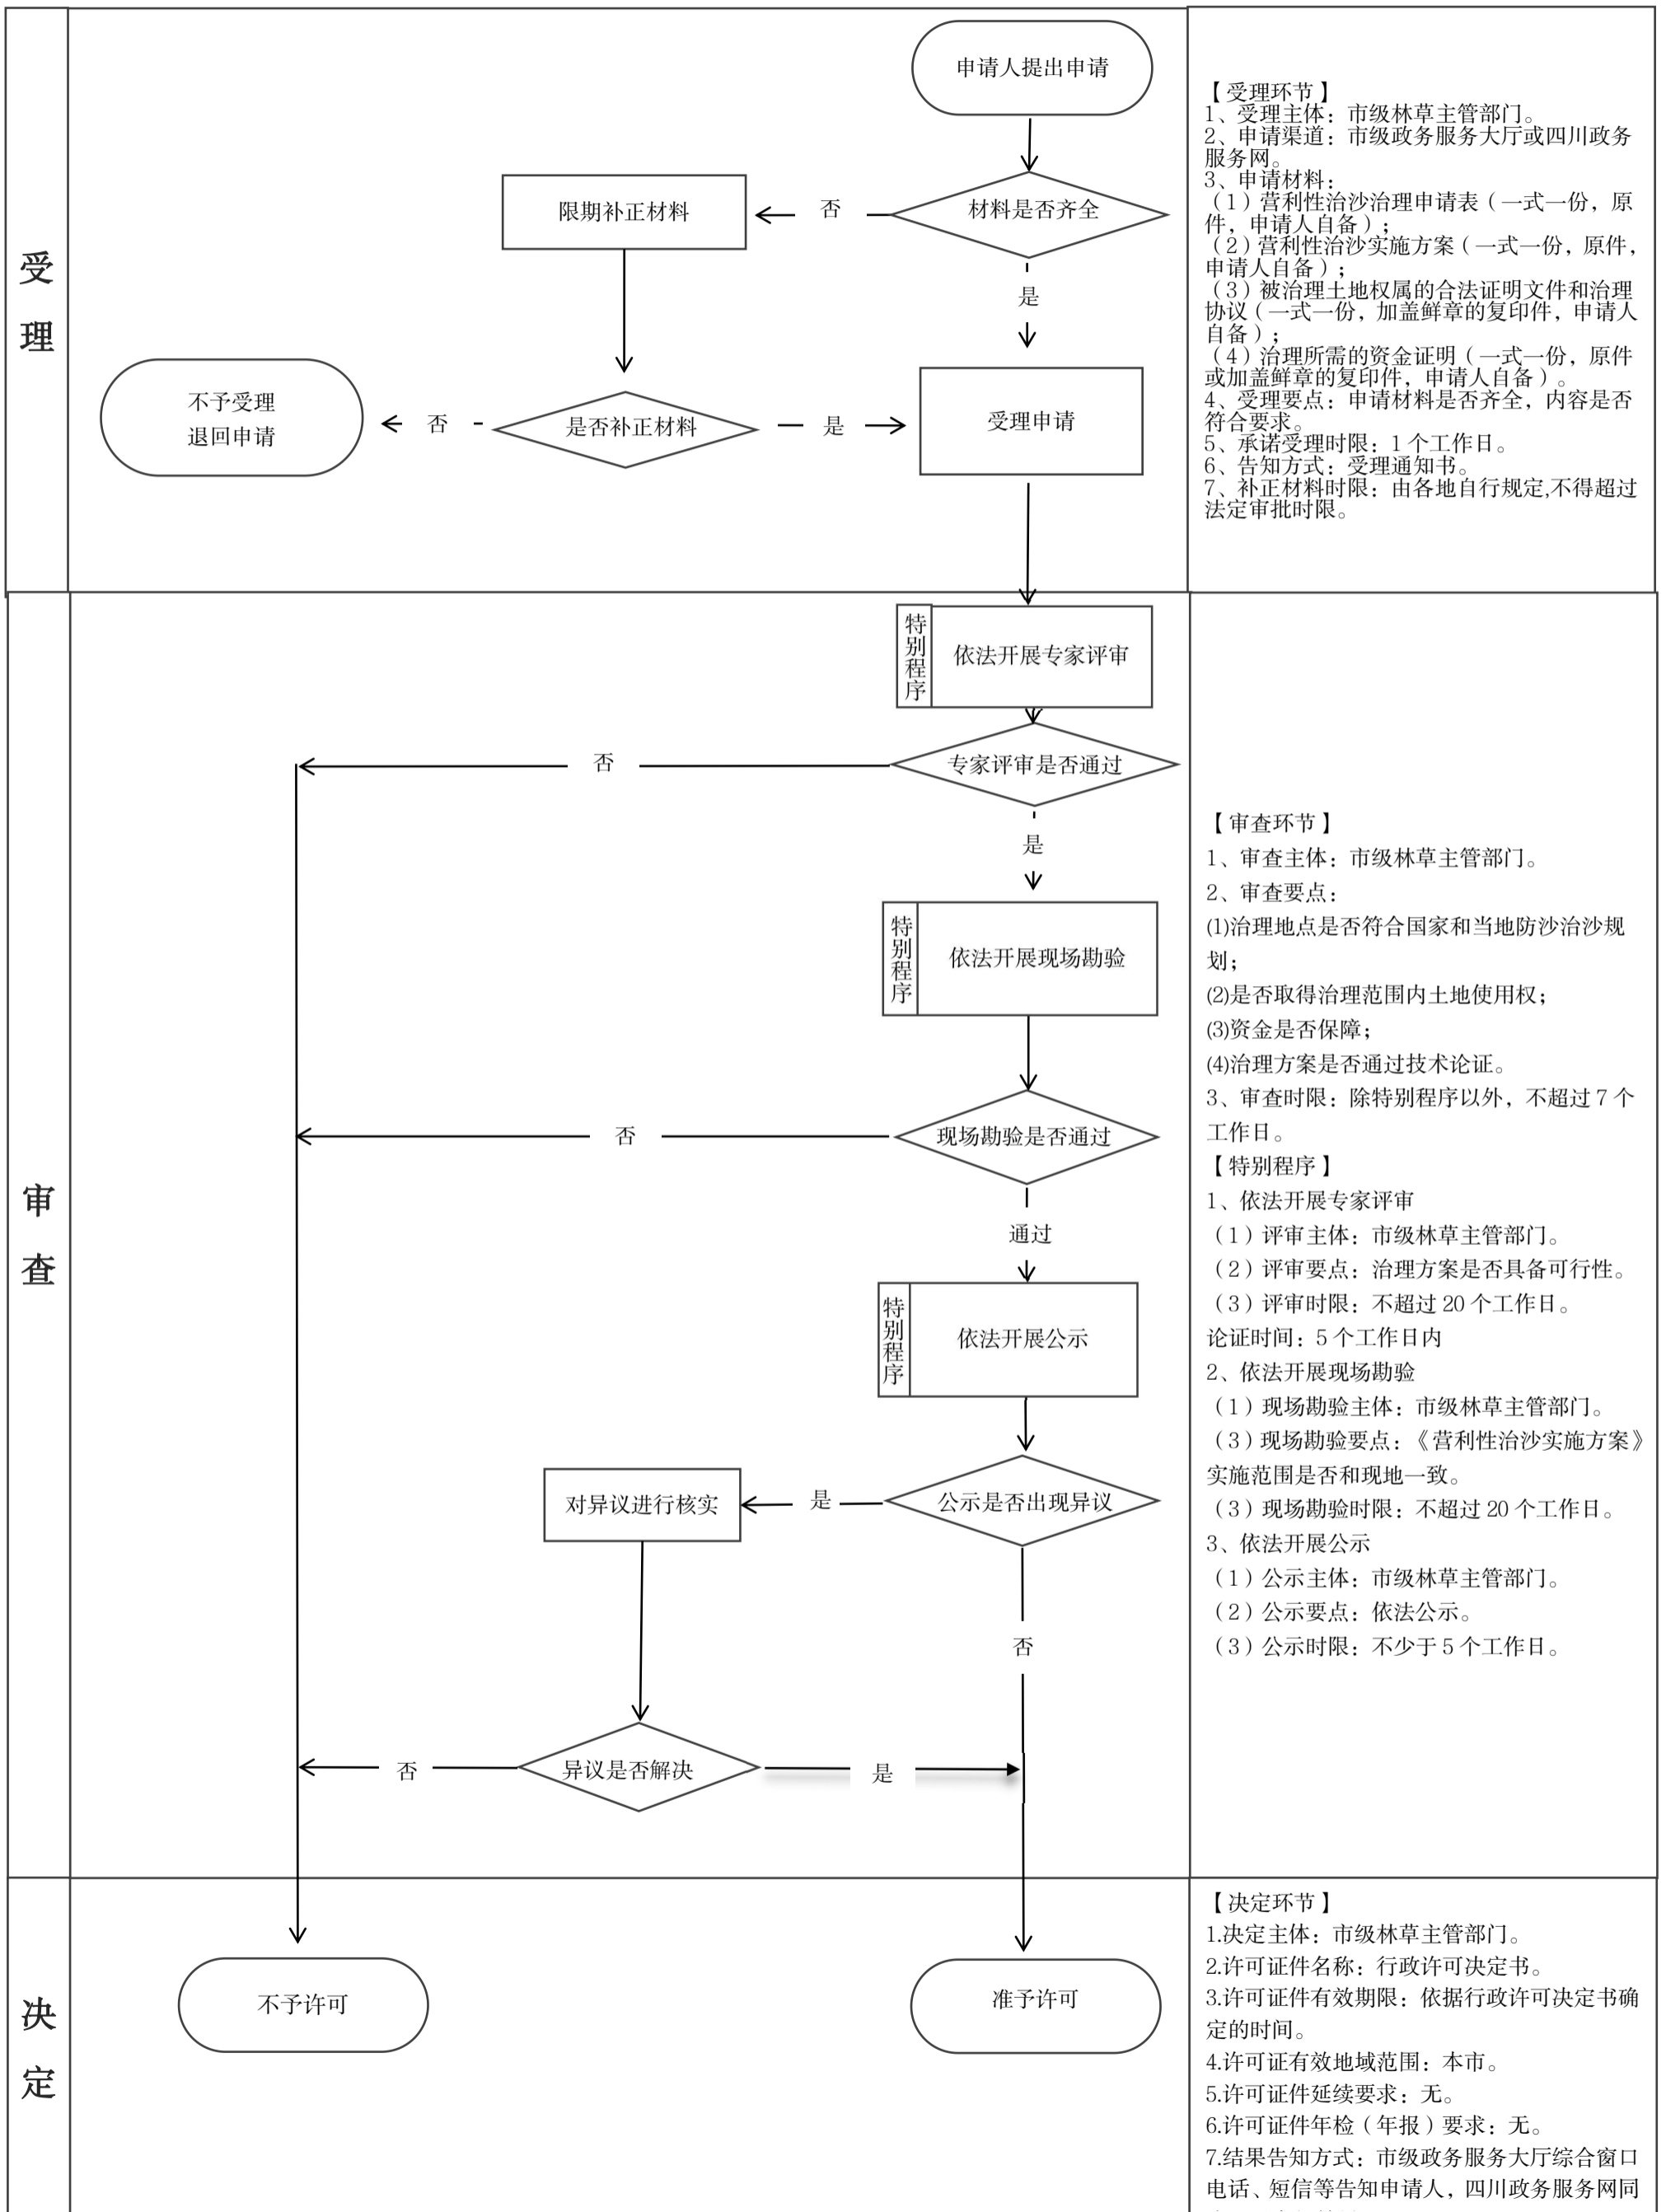 受
理
申请人提出申请
材料是否齐全
否
限期补正材料
是
不予受理
退回申请
否
是否补正材料
是
受理申请
【受理环节】
1、受理主体：市级林草主管部门。
2、申请渠道：市级政务服务大厅或四川政务
服务网。
3、申请材料：
（1）营利性治沙治理申请表（一式一份，原
件，申请人自备）；
（2）营利性治沙实施方案（一式一份，原件，
申请人自备）；
（3）被治理土地权属的合法证明文件和治理
协议（一式一份，加盖鲜章的复印件，申请人
自备）；
（4）治理所需的资金证明（一式一份，原件
或加盖鲜章的复印件，申请人自备）。
4、受理要点：申请材料是否齐全，内容是否
符合要求。
5、承诺受理时限：1 个工作日。
6、告知方式：受理通知书。
7、补正材料时限：由各地自行规定,不得超过
法定审批时限。
审
查
特别程序
依法开展专家评审
专家评审是否通过
否
是
特别程序
依法开展现场勘验
现场勘验是否通过
否
通过
特别程序
依法开展公示
公示是否出现异议
是
对异议进行核实
否
异议是否解决
否
是
【审查环节】
1、审查主体：市级林草主管部门。
2、审查要点：
⑴治理地点是否符合国家和当地防沙治沙规
划；
⑵是否取得治理范围内土地使用权；
⑶资金是否保障；
⑷治理方案是否通过技术论证。
3、审查时限：除特别程序以外，不超过 7 个
工作日。
【特别程序】
1、依法开展专家评审
（1）评审主体：市级林草主管部门。
（2）评审要点：治理方案是否具备可行性。
（3）评审时限：不超过 20 个工作日。
论证时间：5 个工作日内
2、依法开展现场勘验
（1）现场勘验主体：市级林草主管部门。
（3）现场勘验要点：《营利性治沙实施方案》
实施范围是否和现地一致。
（3）现场勘验时限：不超过 20 个工作日。
3、依法开展公示
（1）公示主体：市级林草主管部门。
（2）公示要点：依法公示。
（3）公示时限：不少于 5 个工作日。
决
定
不予许可
准予许可
【决定环节】
1.决定主体：市级林草主管部门。
2.许可证件名称：行政许可决定书。
3.许可证件有效期限：依据行政许可决定书确
定的时间。
4.许可证有效地域范围：本市。
5.许可证件延续要求：无。
6.许可证件年检（年报）要求：无。
7.结果告知方式：市级政务服务大厅综合窗口
电话、短信等告知申请人，四川政务服务网同